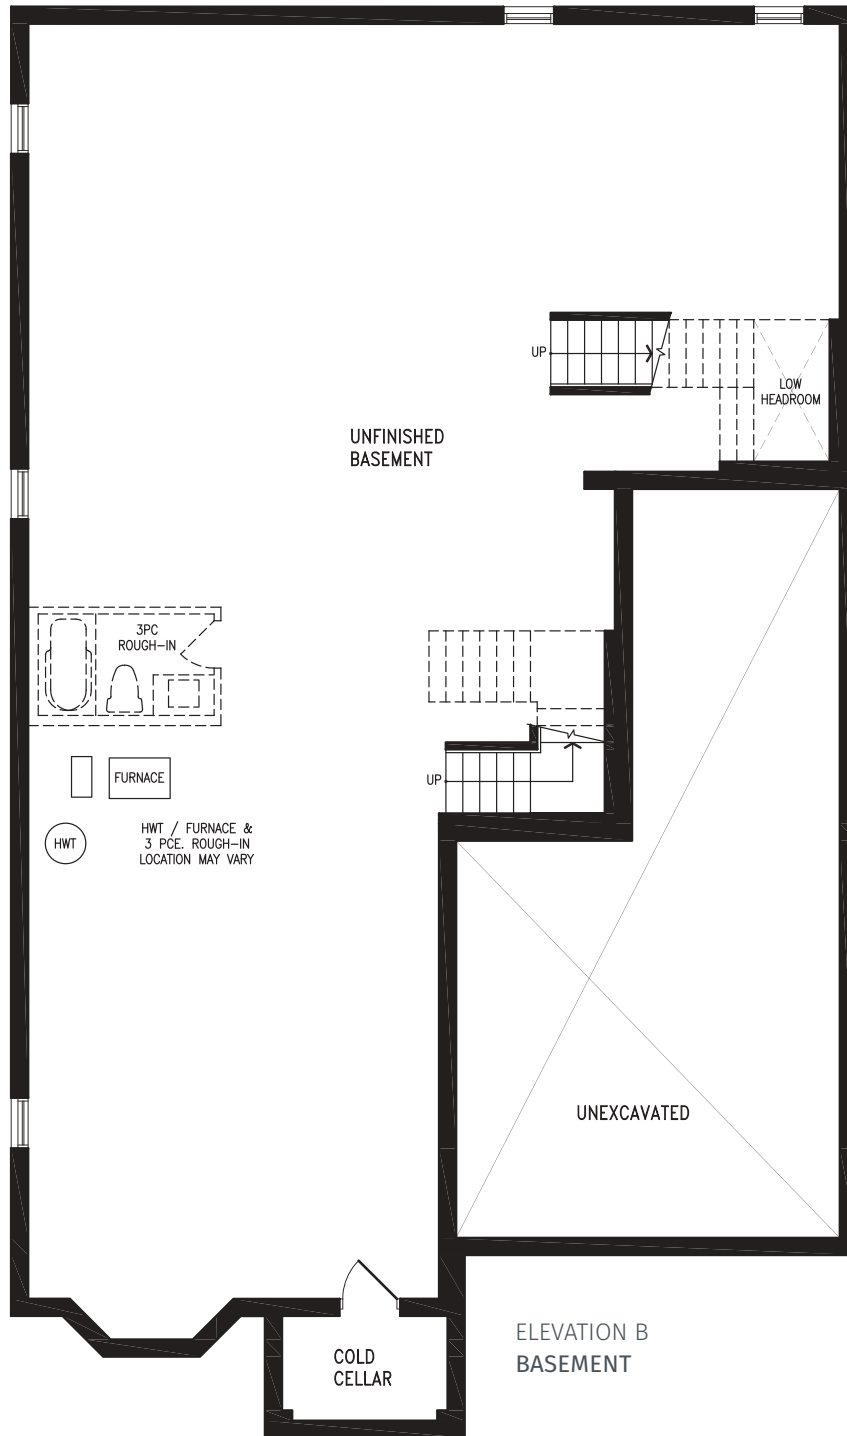 UP
LOW
HEADROOM
UNFINISHED
BASEMENT
3PC
ROUGH-IN
UP
FURNACE
HWT
HWT / FURNACE &
3 PCE. ROUGH-IN
LOCATION MAY VARY
UNEXCAVATED
COLD
CELLAR
ELEVATION B
BASEMENT